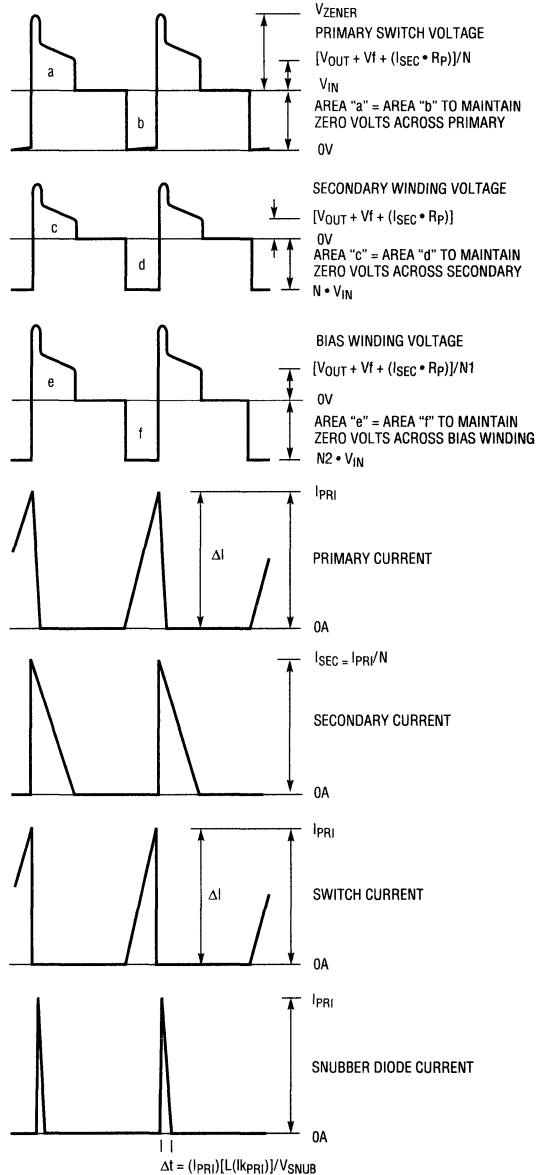 VZENER
PRIMARY SWITCH VOLTAGE
[VOUT + Vf + (ISEC • RP)]/N
a
VIN
AREA "a" = AREA "b" TO MAINTAIN
ZERO VOLTS ACROSS PRIMARY
b
0V
SECONDARY WINDING VOLTAGE
[VOUT + Vf + (ISEC • RP)]
c
0V
AREA "c" = AREA "d" TO MAINTAIN
ZERO VOLTS ACROSS SECONDARY
d
N • VIN
BIAS WINDING VOLTAGE
[VOUT + Vf + (ISEC • RP)]/N1
e
0V
AREA "e" = AREA "f" TO MAINTAIN
ZERO VOLTS ACROSS BIAS WINDING
f
N2 • VIN
IPRI
ΔI
PRIMARY CURRENT
0A
ISEC = IPRI/N
SECONDARY CURRENT
0A
IPRI
ΔI
SWITCH CURRENT
0A
IPRI
SNUBBER DIODE CURRENT
0A
Δt = (IPRI)[L(lkPRI)]/VSNUB